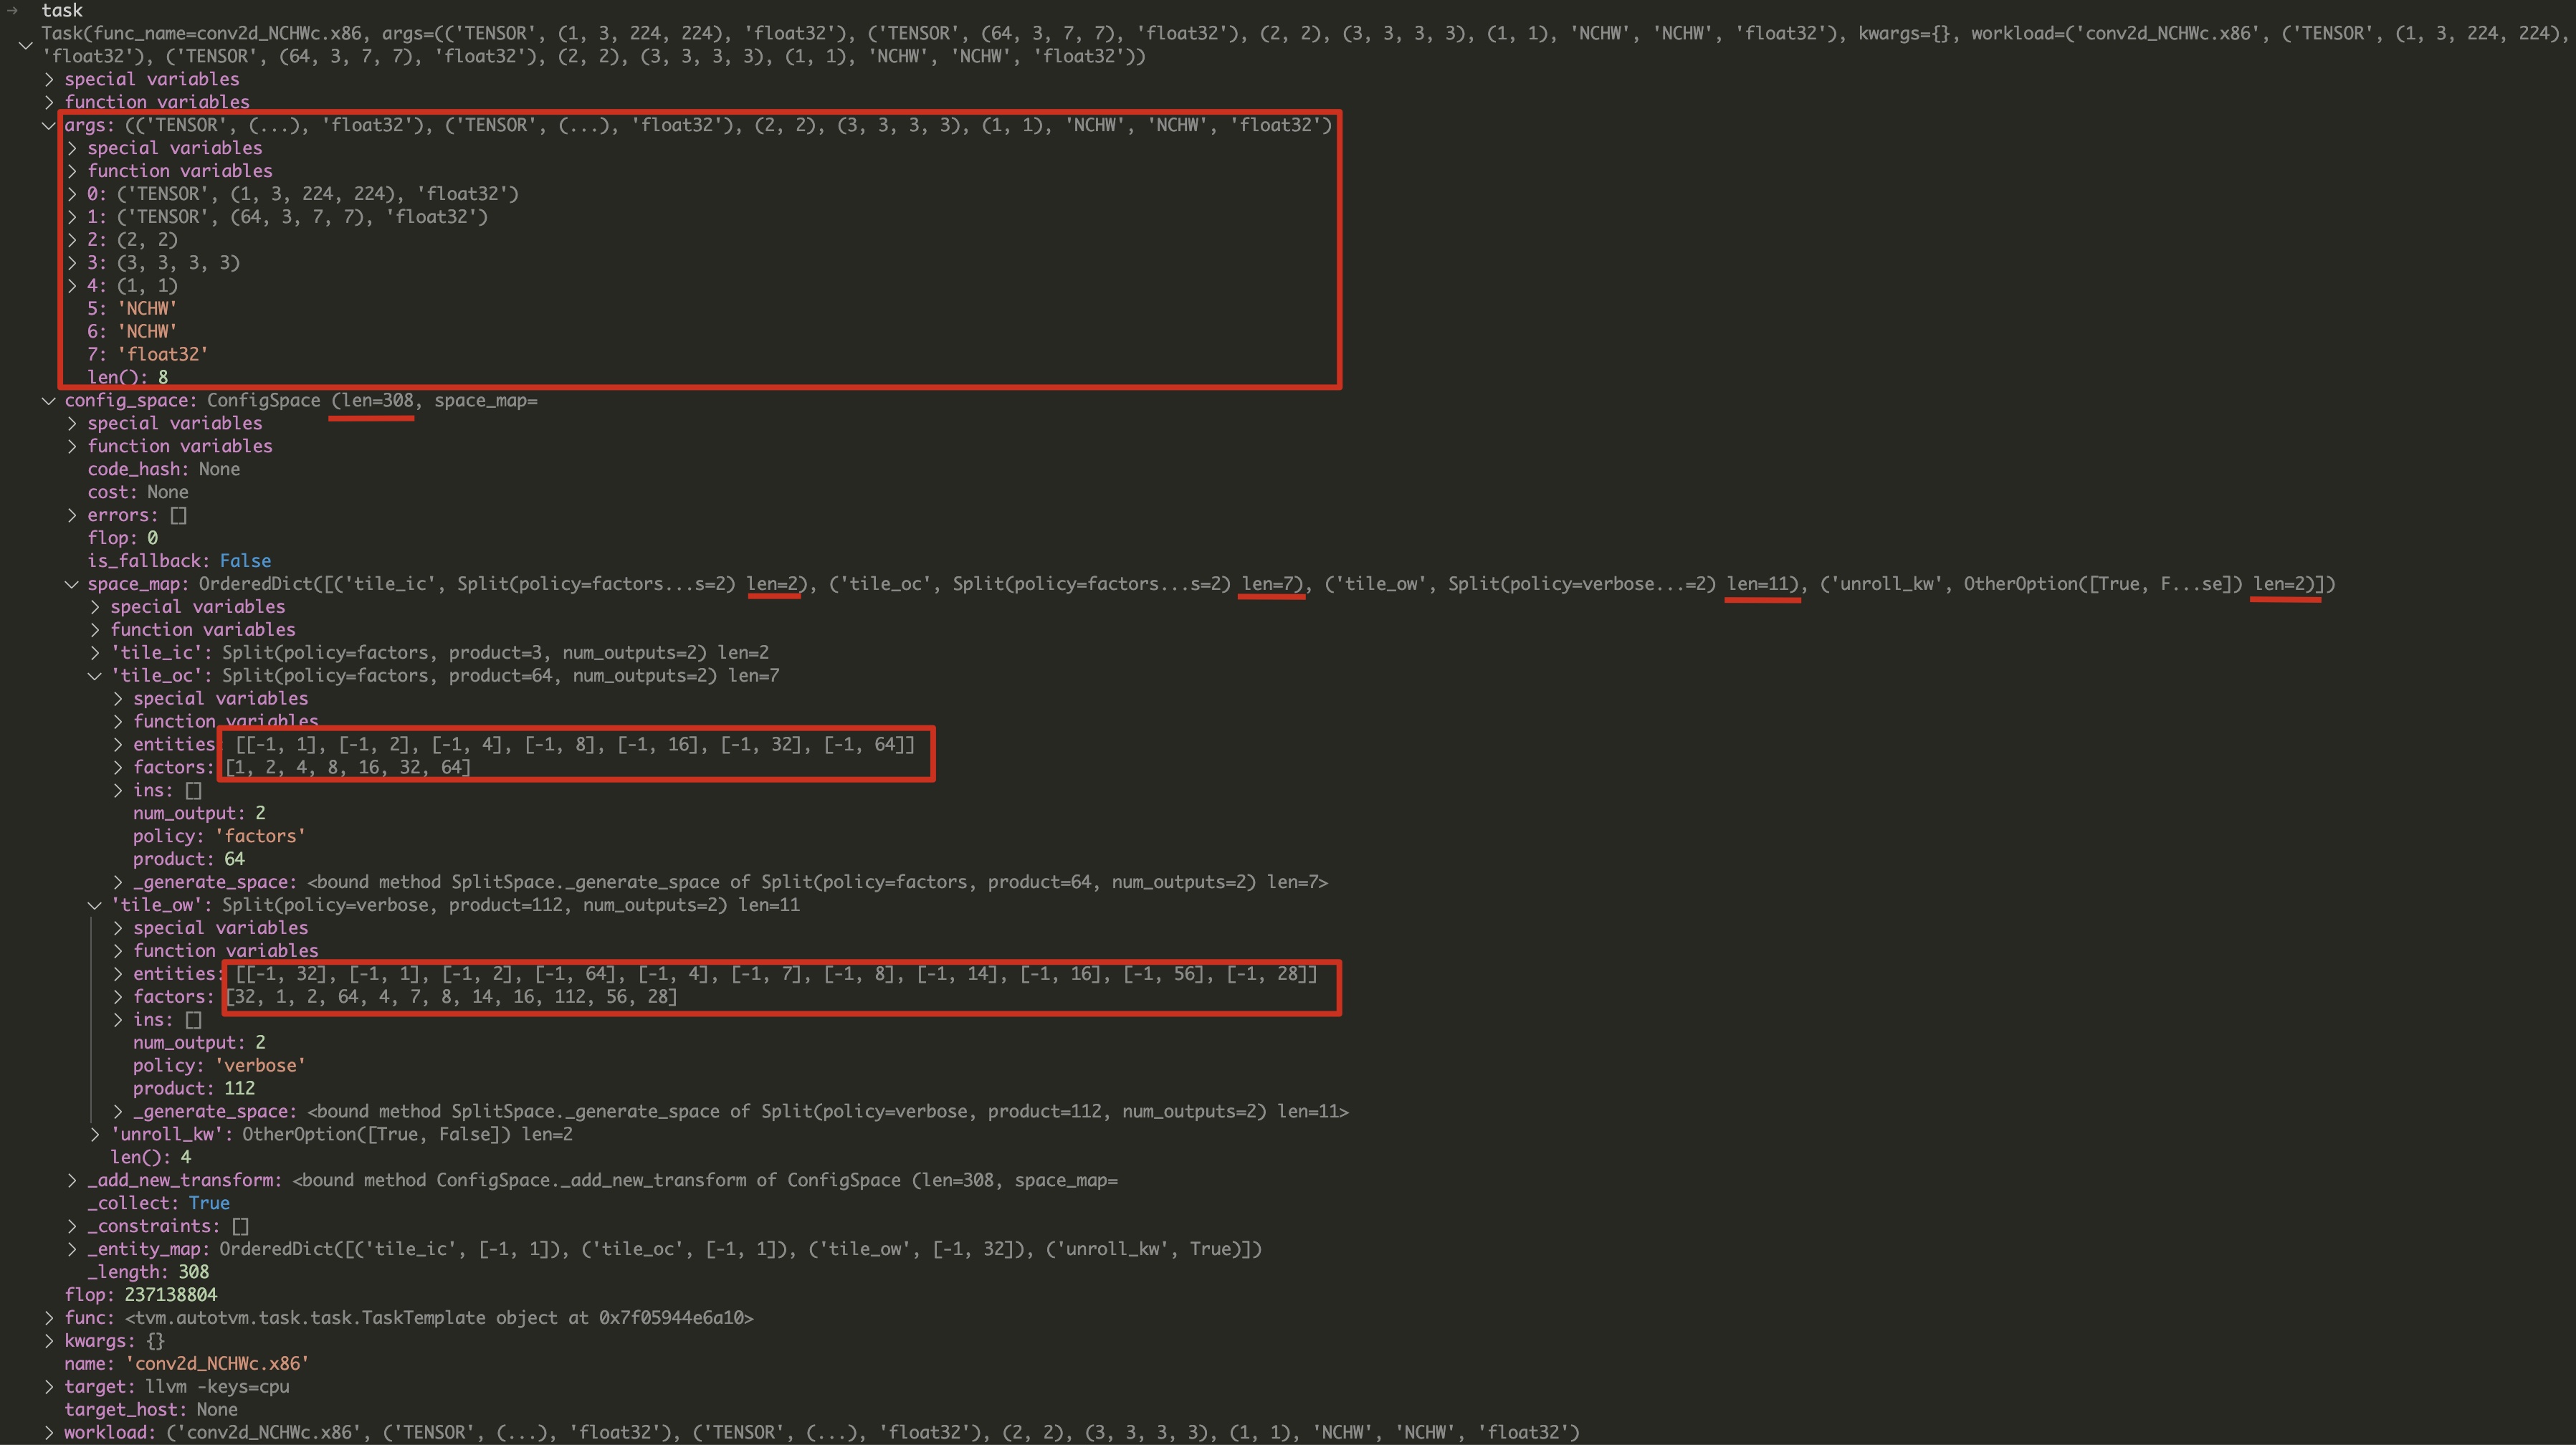 task
Task(func_name=conv2d_NCHWc.x86, args=(('TENSOR', (1, 3, 224, 224), 'float32'), ('TENSOR', (64, 3, 7, 7), 'float32'), (2, 2), (3, 3, 3, 3), (1, 1), 'NCHW', 'NCHW', 'float32'), kwargs={}, workload=('conv2d_NCHWc.x86', ('TENSOR', (1, 3, 224, 224),
'float32'), ('TENSOR', (64, 3, 7, 7), 'float32'), (2, 2), (3, 3, 3, 3), (1, 1), 'NCHW', 'NCHW', 'float32'))
special variables
function variables
args: (('TENSOR', (...), 'float32'), ('TENSOR', (...), 'float32'), (2, 2), (3, 3, 3, 3), (1, 1), 'NCHW', 'NCHW', 'float32')
special variables
function variables
0: ('TENSOR', (1, 3, 224, 224), 'float32')
1: ('TENSOR', (64, 3, 7, 7), 'float32')
2: (2, 2)
3: (3, 3, 3, 3)
4: (1, 1)
5: 'NCHW'
6: 'NCHW'
7: 'float32'
len(): 8
config_space: ConfigSpace (len=308, space_map=
special variables
function variables
code_hash: None
cost: None
errors: []
flop: 0
is_fallback: False
space_map: OrderedDict([('tile_ic', Split(policy=factors...s=2) len=2), ('tile_oc', Split(policy=factors...s=2) len=7), ('tile_ow', Split(policy=verbose...=2) len=11), ('unroll_kw', OtherOption([True, F...se]) len=2)])
special variables
function variables
'tile_ic': Split(policy=factors, product=3, num_outputs=2) len=2
'tile_oc': Split(policy=factors, product=64, num_outputs=2) len=7
special variables
function variables
entities: [[-1, 1], [-1, 2], [-1, 4], [-1, 8], [-1, 16], [-1, 32], [-1, 64]]
factors: [1, 2, 4, 8, 16, 32, 64]
ins: []
num_output: 2
policy: 'factors'
product: 64
_generate_space: <bound method SplitSpace._generate_space of Split(policy=factors, product=64, num_outputs=2) len=7>
'tile_ow': Split(policy=verbose, product=112, num_outputs=2) len=11
special variables
function variables
entities: [[-1, 32], [-1, 1], [-1, 2], [-1, 64], [-1, 4], [-1, 7], [-1, 8], [-1, 14], [-1, 16], [-1, 56], [-1, 28]]
factors: [32, 1, 2, 64, 4, 7, 8, 14, 16, 112, 56, 28]
ins: []
num_output: 2
policy: 'verbose'
product: 112
_generate_space: <bound method SplitSpace._generate_space of Split(policy=verbose, product=112, num_outputs=2) len=11>
'unroll_kw': OtherOption([True, False]) len=2
len(): 4
_add_new_transform: <bound method ConfigSpace._add_new_transform of ConfigSpace (len=308, space_map=
_collect: True
_constraints: []
_entity_map: OrderedDict([('tile_ic', [-1, 1]), ('tile_oc', [-1, 1]), ('tile_ow', [-1, 32]), ('unroll_kw', True)])
_length: 308
flop: 237138804
func: <tvm.autotvm.task.task.TaskTemplate object at 0x7f05944e6a10>
kwargs: {}
name: 'conv2d_NCHWc.x86'
target: llvm -keys=cpu
target_host: None
workload: ('conv2d_NCHWc.x86', ('TENSOR', (...), 'float32'), ('TENSOR', (...), 'float32'), (2, 2), (3, 3, 3, 3), (1, 1), 'NCHW', 'NCHW', 'float32')